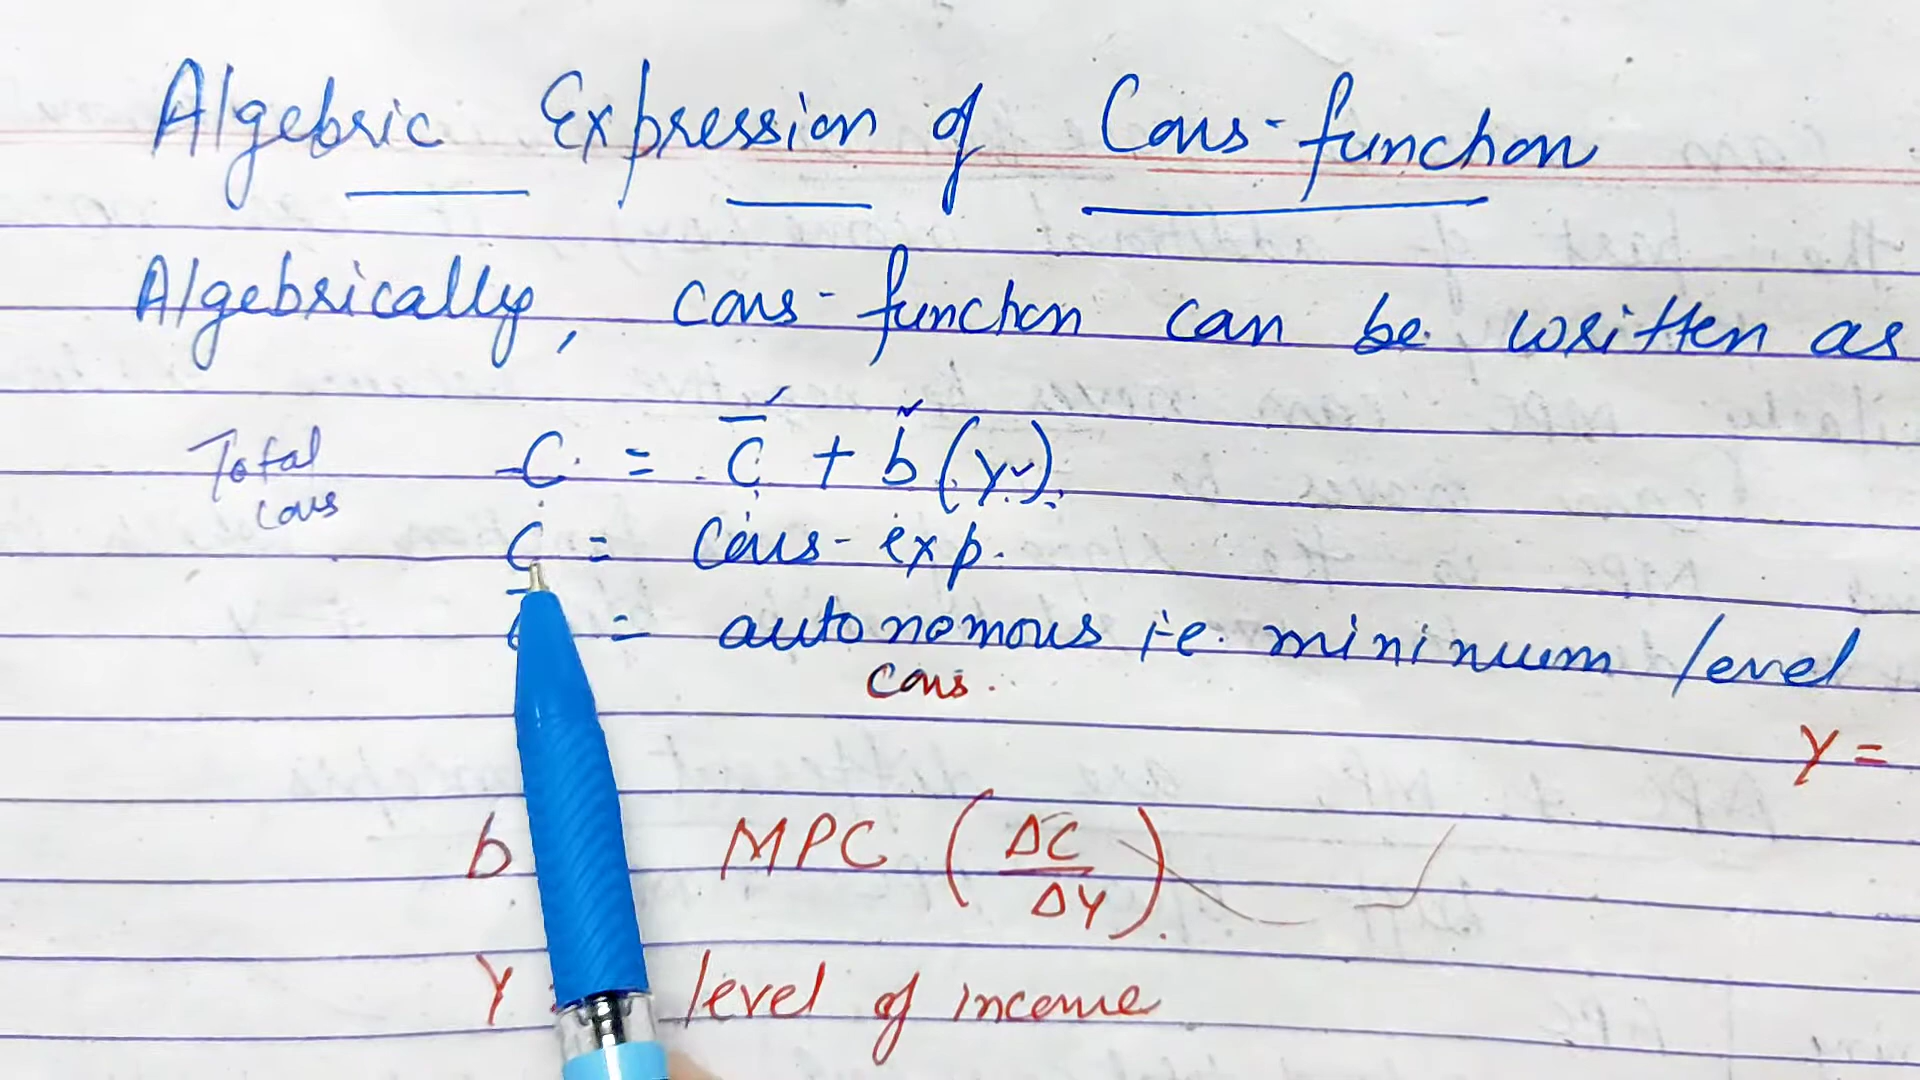 Algebric Expression of Cons-function
Algebrically, cons-function can be written as
Total
cons
C = C̅ + b (y)
C = Cons-exp.
= autonomous i.e. minimum level
cons.
Y =
b MPC (ΔC/ΔY).
Y level of income